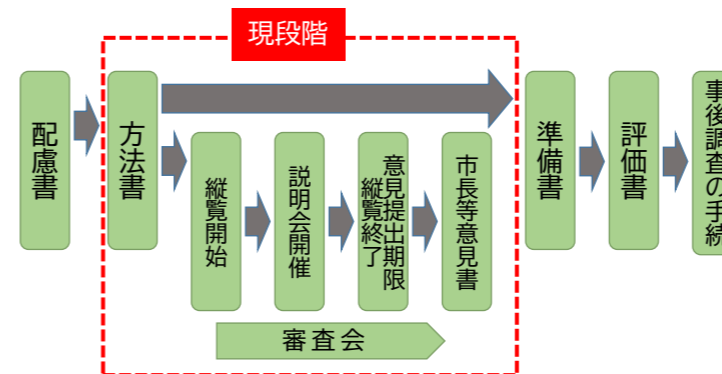 現段階
配慮書
方法書
縦覧開始
説明会開催
意見提出期限
縦覧終了
市長等意見書
審査会
準備書
評価書
事後調査の手続